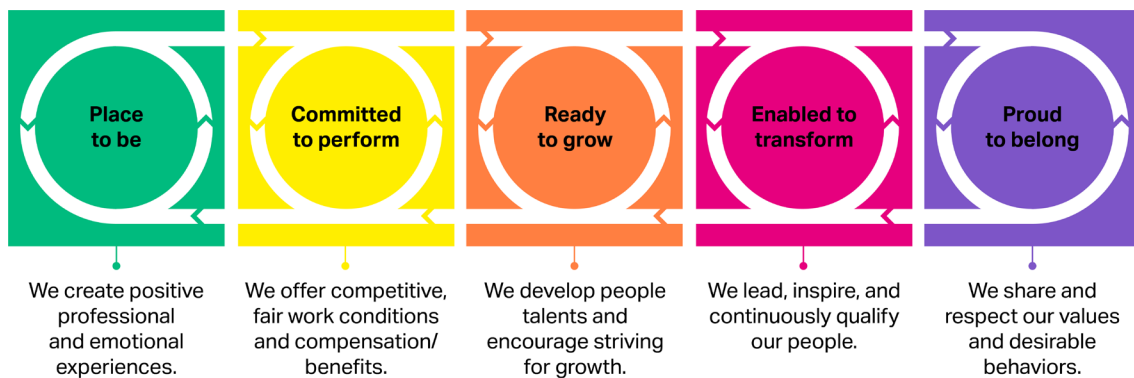 Place
to be
Committed
to perform
Ready
to grow
Enabled to
transform
Proud
to belong
We create positive
professional
and emotional
experiences.
We offer competitive,
fair work conditions
and compensation/
benefits.
We develop people
talents and
encourage striving
for growth.
We lead, inspire, and
continuously qualify
our people.
We share and
respect our values
and desirable
behaviors.